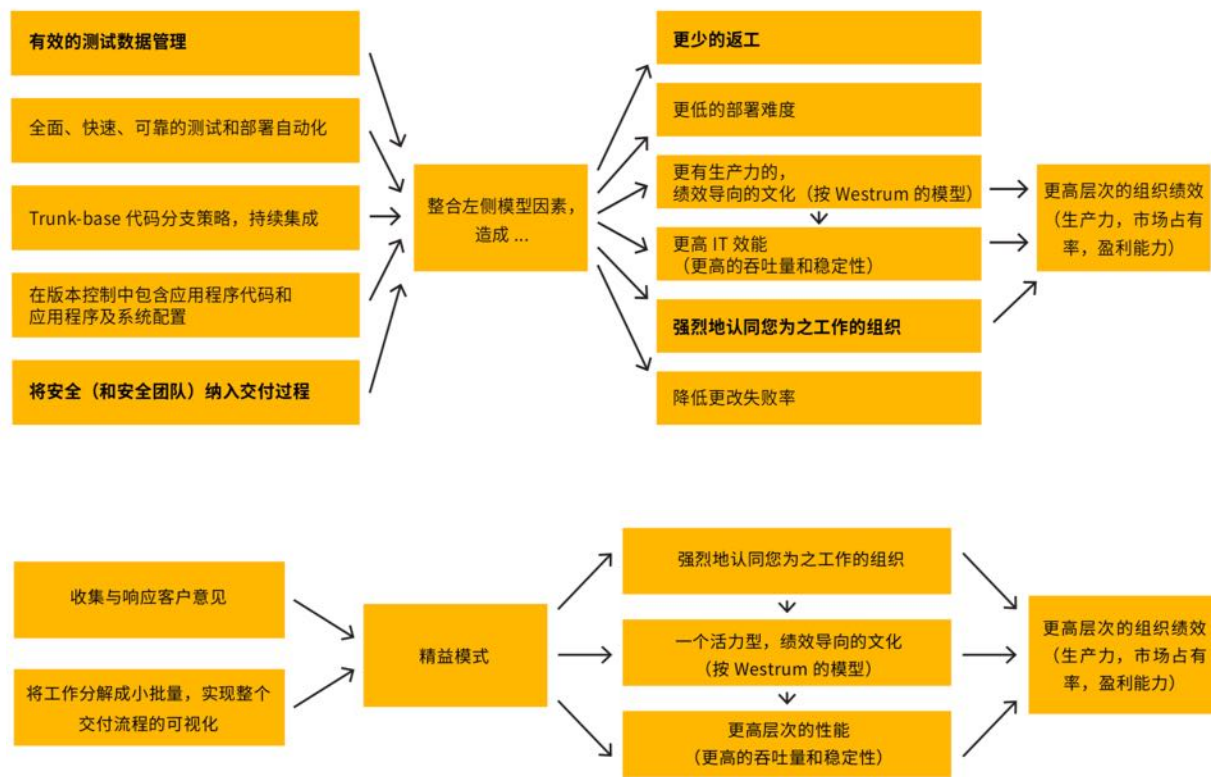 有效的测试数据管理
全面、快速、可靠的测试和部署自动化
Trunk-base 代码分支策略，持续集成
在版本控制中包含应用程序代码和
应用程序及系统配置
将安全（和安全团队）纳入交付过程
整合左侧模型因素，
造成 ...
更少的返工
更低的部署难度
更有生产力的，
绩效导向的文化（按 Westrum 的模型）
更高 IT 效能
（更高的吞吐量和稳定性）
强烈地认同您为之工作的组织
降低更改失败率
更高层次的组织绩效
（生产力，市场占有
率，盈利能力）
收集与响应客户意见
将工作分解成小批量，实现整个
交付流程的可视化
精益模式
强烈地认同您为之工作的组织
一个活力型，绩效导向的文化
（按 Westrum 的模型）
更高层次的性能
（更高的吞吐量和稳定性）
更高层次的组织绩效
（生产力，市场占有
率，盈利能力）